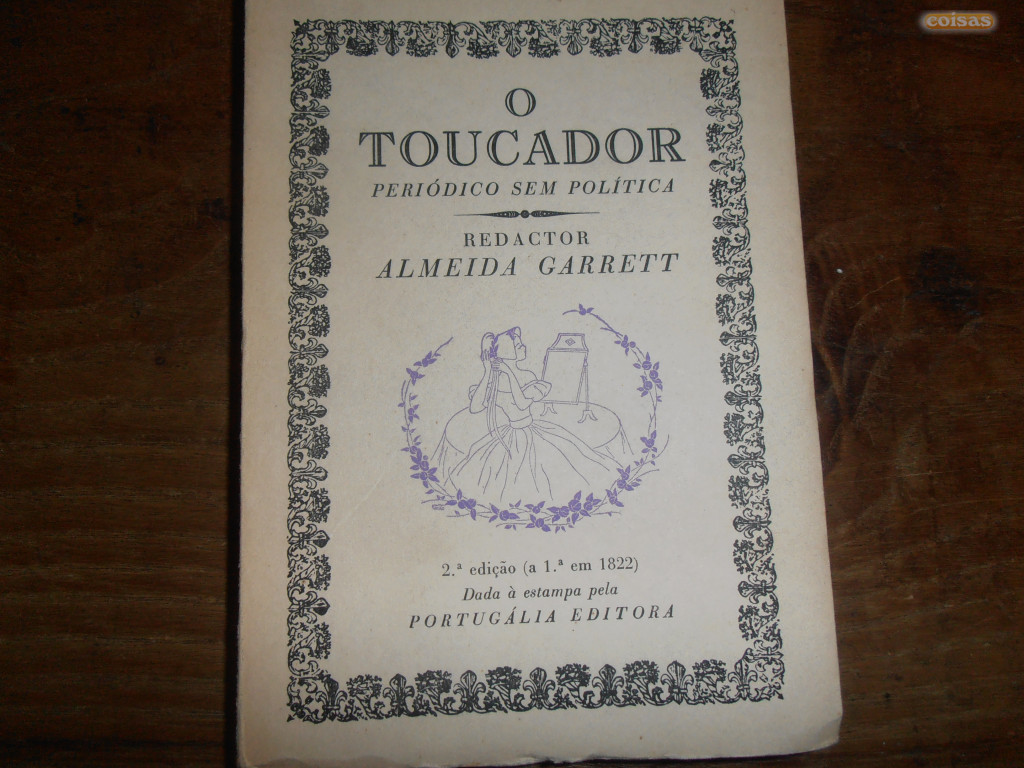 coisas
O
TOUCADOR
PERIÓDICO SEM POLÍTICA
REDACTOR
ALMEIDA GARRETT
2.ª edição (a 1.ª em 1822)
Dada à estampa pela
PORTUGÁLIA EDITORA